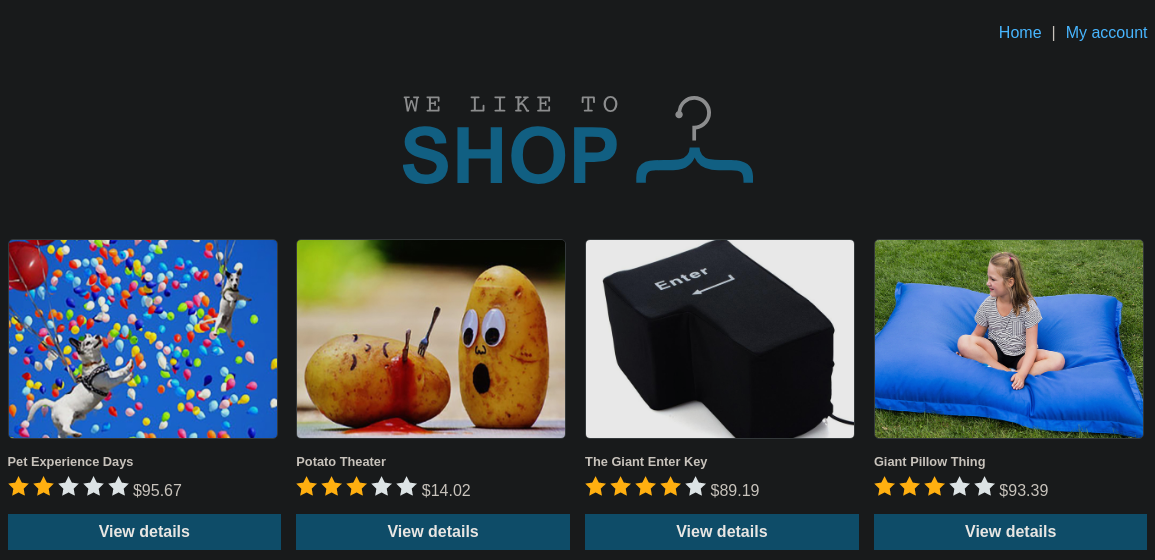 Home | My account
WE LIKE TO
SHOP
Enter
Pet Experience Days
$95.67
View details
Potato Theater
$14.02
View details
The Giant Enter Key
$89.19
View details
Giant Pillow Thing
$93.39
View details